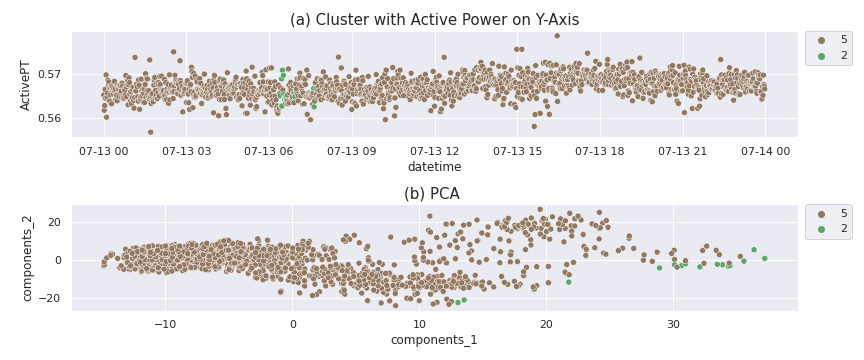 (a) Cluster with Active Power on Y-Axis
5
2
ActivePT
0.57
0.56
07-13 00 07-13 03 07-13 06 07-13 09 07-13 12 07-13 15 07-13 18 07-13 21 07-14 00
datetime
(b) PCA
5
2
components_2
20
0
−20
−10 0 10 20 30
components_1